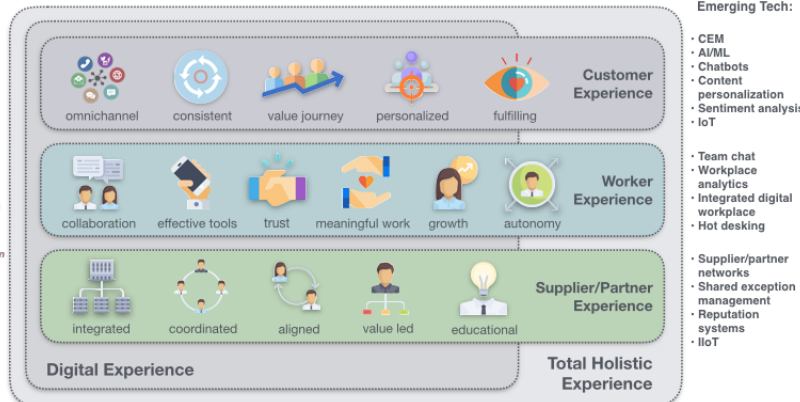 Emerging Tech:
· CEM
· AI/ML
· Chatbots
· Content
personalization
· Sentiment analysis
· IoT
Customer
Experience
omnichannel
consistent
value journey
personalized
fulfilling
· Team chat
· Workplace
analytics
· Integrated digital
workplace
· Hot desking
Worker
Experience
collaboration
effective tools
trust
meaningful work
growth
autonomy
· Supplier/partner
networks
· Shared exception
management
· Reputation
systems
· IIoT
Supplier/Partner
Experience
integrated
coordinated
aligned
value led
educational
Digital Experience
Total Holistic
Experience